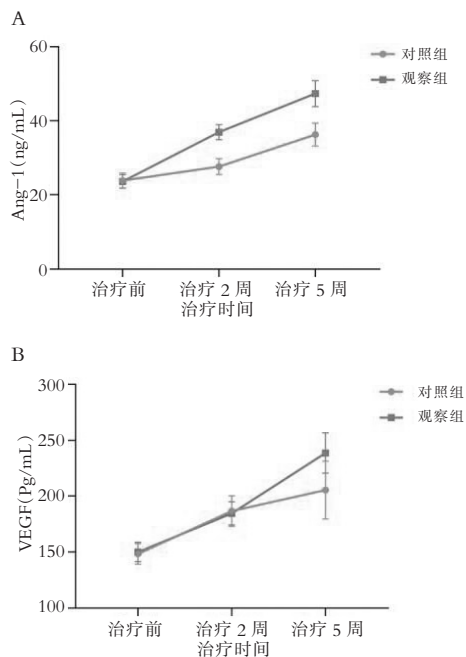 A
60
40
20
0
Ang-1(ng/mL)
对照组
观察组
治疗前
治疗 2 周
治疗 5 周
治疗时间
B
300
250
200
150
100
VEGF(Pg/mL)
对照组
观察组
治疗前
治疗 2 周
治疗 5 周
治疗时间